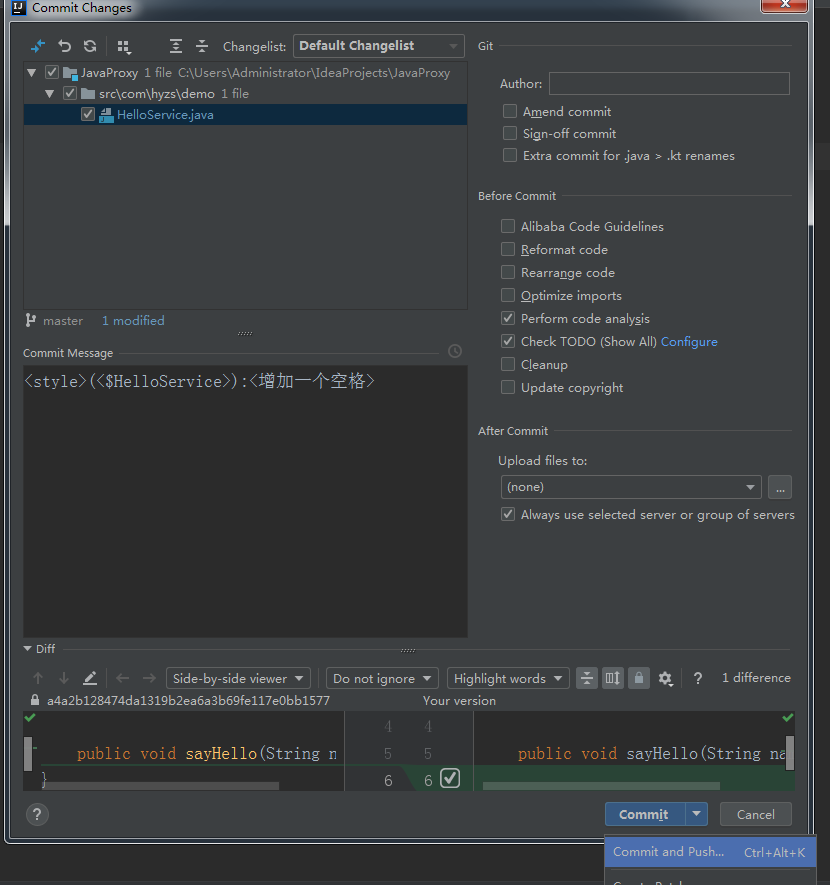 Commit Changes
Changelist: Default Changelist
JavaProxy 1 file C:\Users\Administrator\IdeaProjects\JavaProxy
src\com\hyzs\demo 1 file
HelloService.java
master 1 modified
Commit Message
<style>(<$HelloService>):<增加一个空格>
Git
Author:
Amend commit
Sign-off commit
Extra commit for .java > .kt renames
Before Commit
Alibaba Code Guidelines
Reformat code
Rearrange code
Optimize imports
Perform code analysis
Check TODO (Show All) Configure
Cleanup
Update copyright
After Commit
Upload files to:
(none)
...
Always use selected server or group of servers
Diff
Side-by-side viewer Do not ignore Highlight words ? 1 difference
a4a2b128474da1319b2ea6a3b69fe117e0bb1577 Your version
4 4
public void sayHello(String n 5 5 public void sayHello(String na
} 6 6
? Commit Cancel
Commit and Push... Ctrl+Alt+K